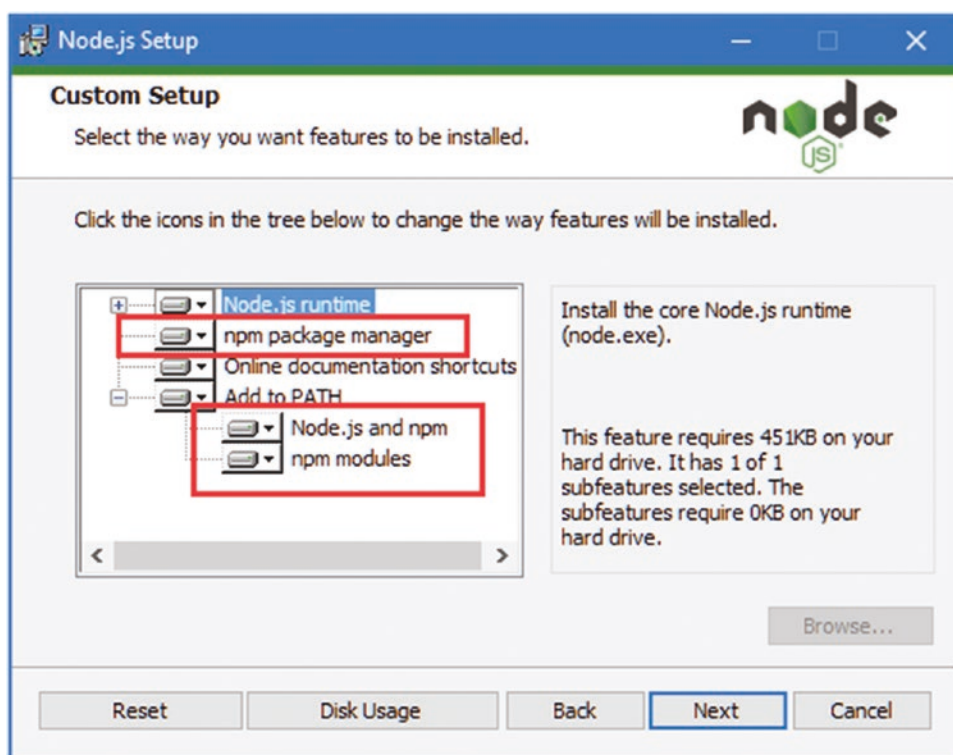 Node.js Setup
Custom Setup
Select the way you want features to be installed.
node
JS
Click the icons in the tree below to change the way features will be installed.
Node.js runtime
npm package manager
Online documentation shortcuts
Add to PATH
Node.js and npm
npm modules
Install the core Node.js runtime
(node.exe).
This feature requires 451KB on your
hard drive. It has 1 of 1
subfeatures selected. The
subfeatures require 0KB on your
hard drive.
Browse...
Reset Disk Usage Back Next Cancel